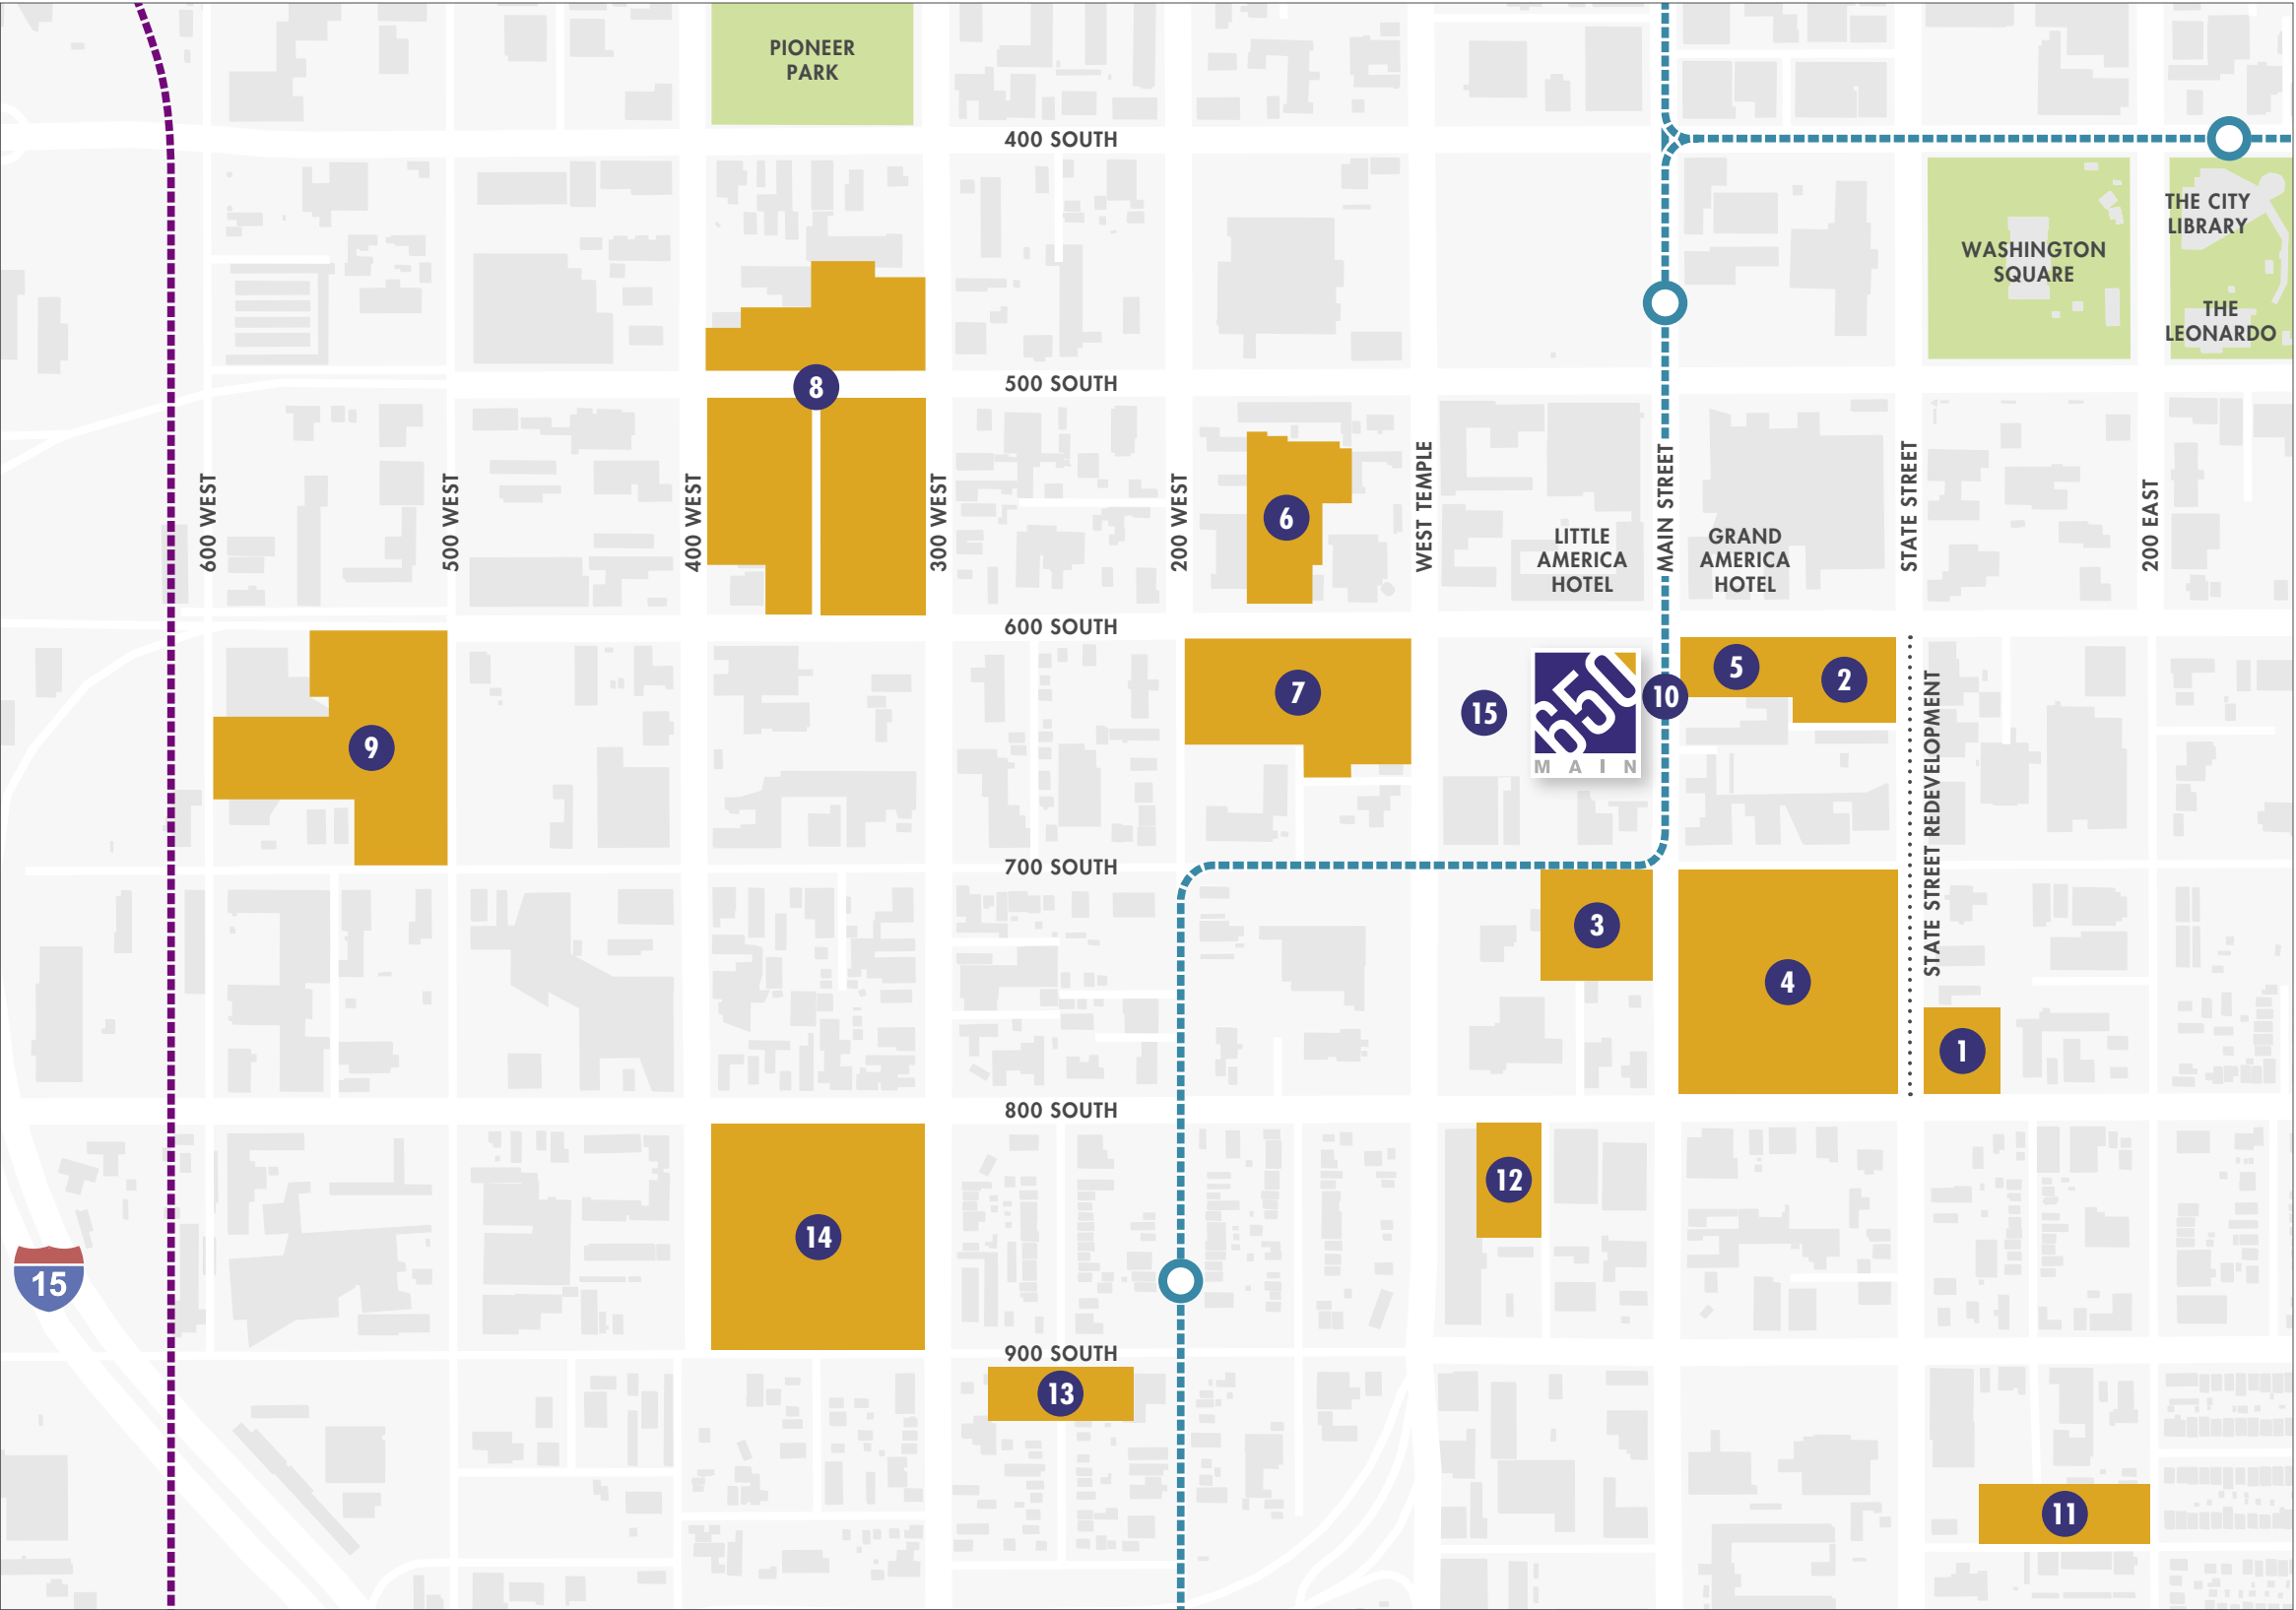 PIONEER
PARK
400 SOUTH
THE CITY
LIBRARY
WASHINGTON
SQUARE
THE
LEONARDO
8
500 SOUTH
600 WEST
500 WEST
400 WEST
300 WEST
200 WEST
WEST TEMPLE
MAIN STREET
STATE STREET
200 EAST
6
LITTLE
AMERICA
HOTEL
GRAND
AMERICA
HOTEL
600 SOUTH
9
7
15
650
MAIN
10
5
2
STATE STREET REDEVELOPMENT
700 SOUTH
3
4
1
800 SOUTH
12
14
15
900 SOUTH
13
11